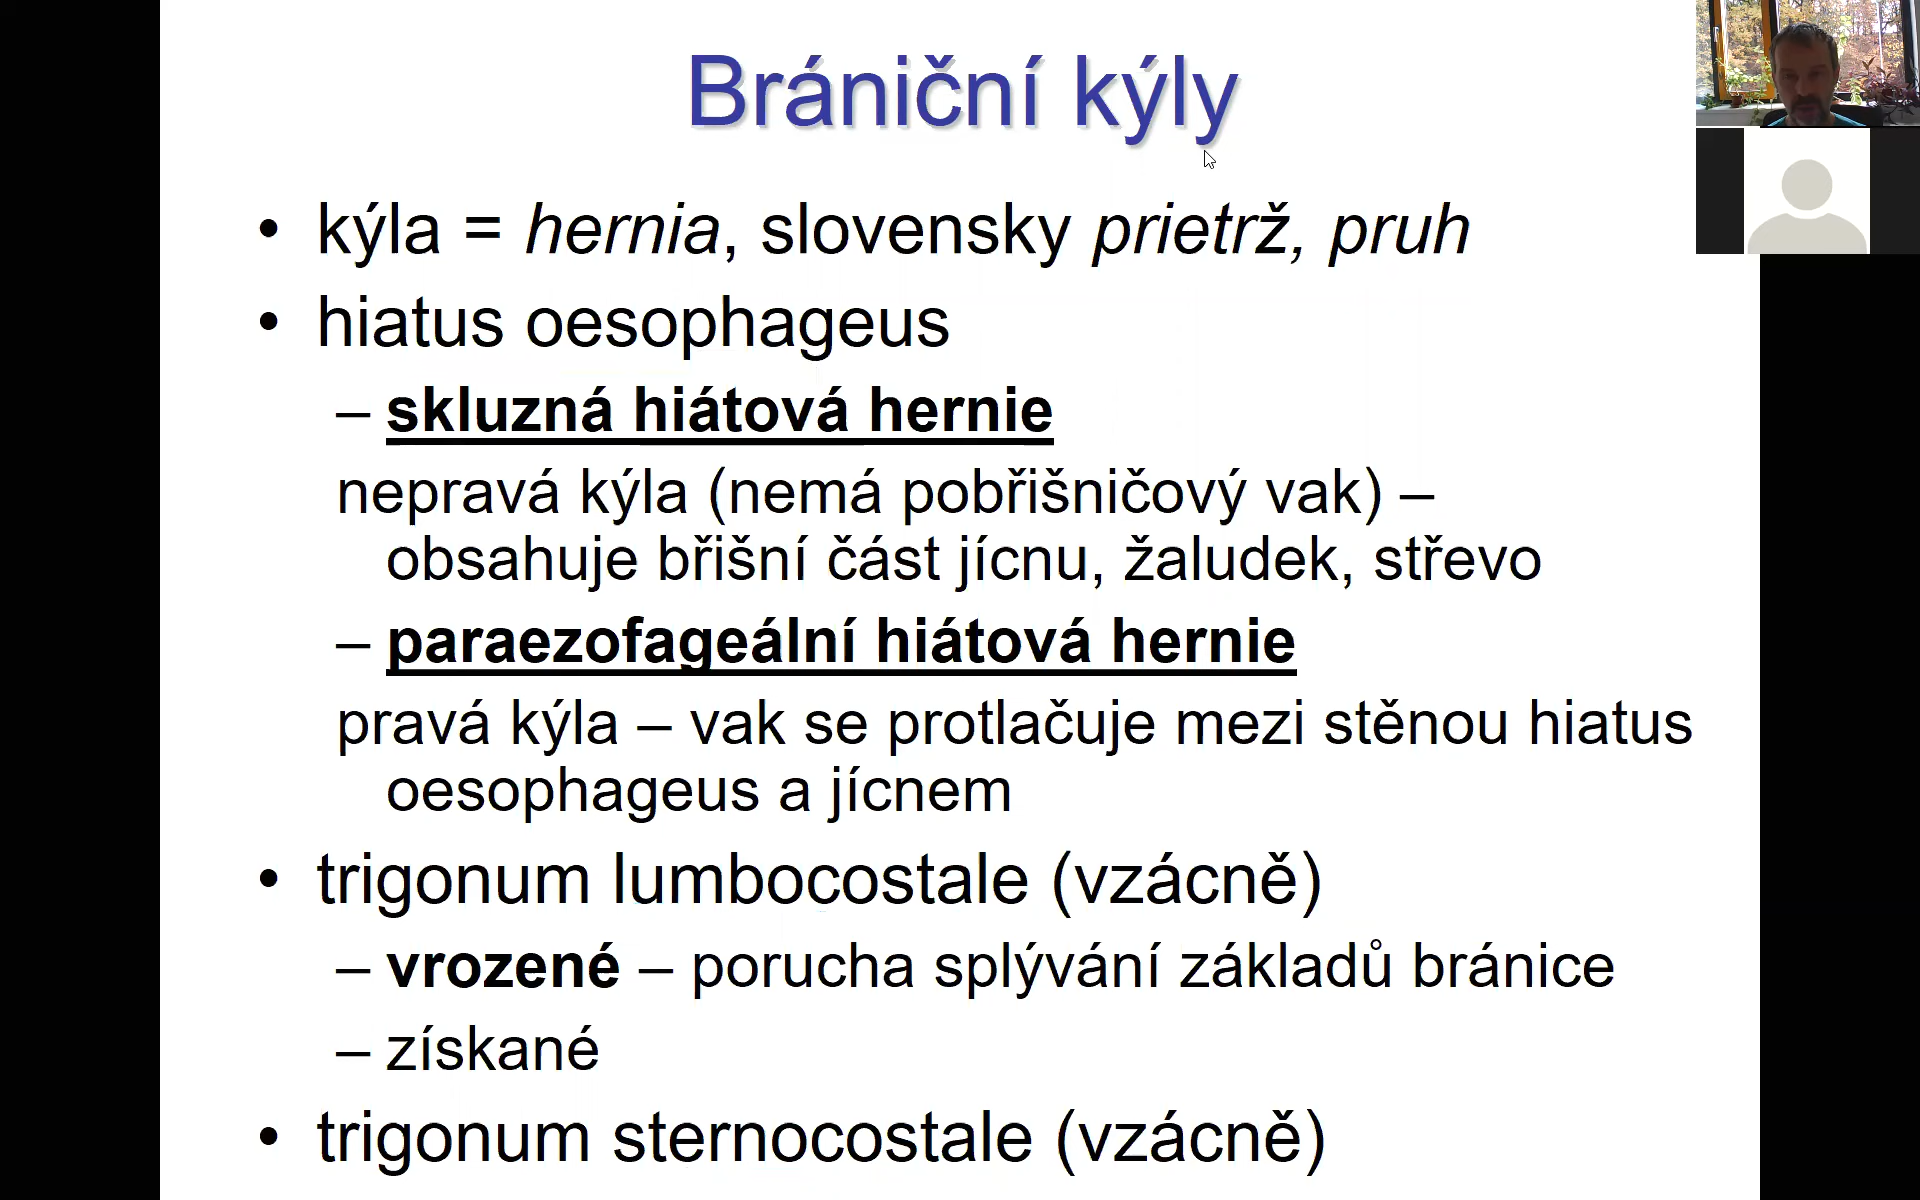 Brániční kýly
• kýla = hernia, slovensky prietrž, pruh
• hiatus oesophageus
– skluzná hiátová hernie
nepravá kýla (nemá pobřišničový vak) –
obsahuje břišní část jícnu, žaludek, střevo
– paraezofageální hiátová hernie
pravá kýla – vak se protlačuje mezi stěnou hiatus
oesophageus a jícnem
• trigonum lumbocostale (vzácně)
– vrozené – porucha splývání základů bránice
– získané
• trigonum sternocostale (vzácně)